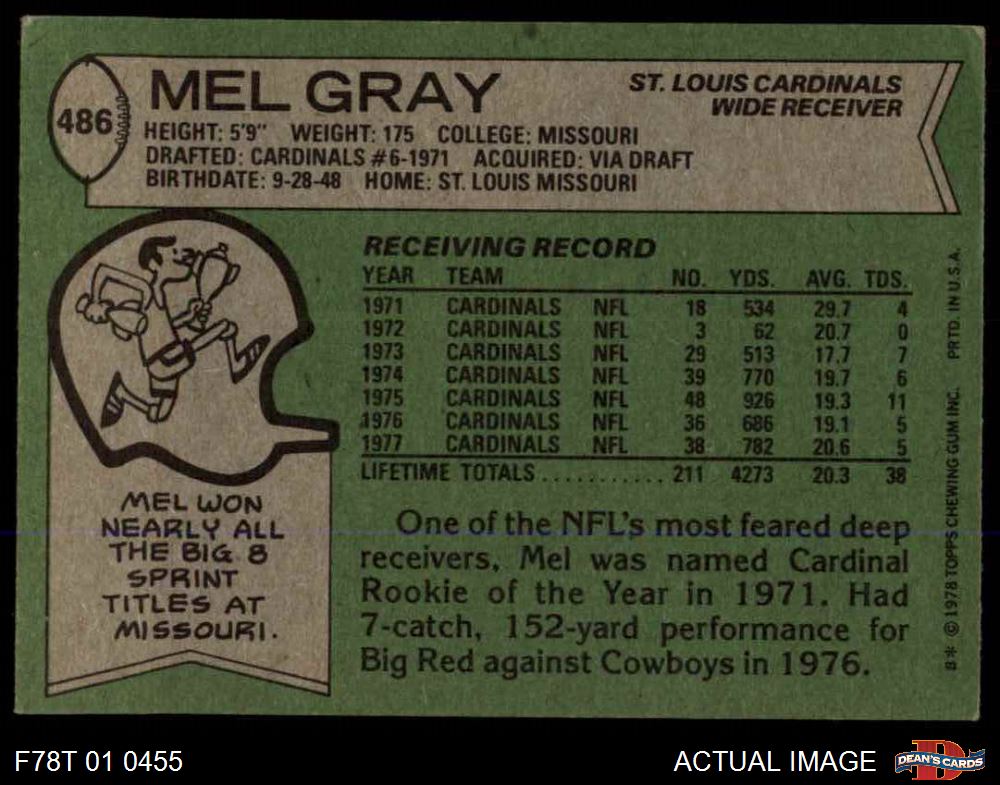 486
MEL GRAY
ST. LOUIS CARDINALS
WIDE RECEIVER
HEIGHT: 5'9" WEIGHT: 175 COLLEGE: MISSOURI
DRAFTED: CARDINALS #6-1971 ACQUIRED: VIA DRAFT
BIRTHDATE: 9-28-48 HOME: ST. LOUIS MISSOURI
RECEIVING RECORD
YEAR TEAM NO. YDS. AVG. TDS.
1971 CARDINALS NFL 18 534 29.7 4
1972 CARDINALS NFL 3 62 20.7 0
1973 CARDINALS NFL 29 513 17.7 7
1974 CARDINALS NFL 39 770 19.7 6
1975 CARDINALS NFL 48 926 19.3 11
1976 CARDINALS NFL 36 686 19.1 5
1977 CARDINALS NFL 38 782 20.6 5
LIFETIME TOTALS ........... 211 4273 20.3 38
MEL WON
NEARLY ALL
THE BIG 8
SPRINT
TITLES AT
MISSOURI.
One of the NFL's most feared deep
receivers, Mel was named Cardinal
Rookie of the Year in 1971. Had
7-catch, 152-yard performance for
Big Red against Cowboys in 1976.
8* © 1978 TOPPS CHEWING GUM INC. PRTD. IN U.S.A.
F78T 01 0455
ACTUAL IMAGE
DEAN'S CARDS